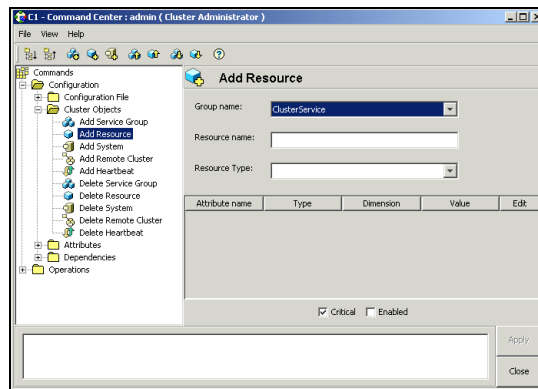 C1 - Command Center : admin ( Cluster Administrator )
File View Help
Commands
Configuration
Configuration File
Cluster Objects
Add Service Group
Add Resource
Add System
Add Remote Cluster
Add Heartbeat
Delete Service Group
Delete Resource
Delete System
Delete Remote Cluster
Delete Heartbeat
Attributes
Dependencies
Operations
Add Resource
Group name: ClusterService
Resource name:
Resource Type:
Attribute name Type Dimension Value Edit
Critical Enabled
Apply
Close